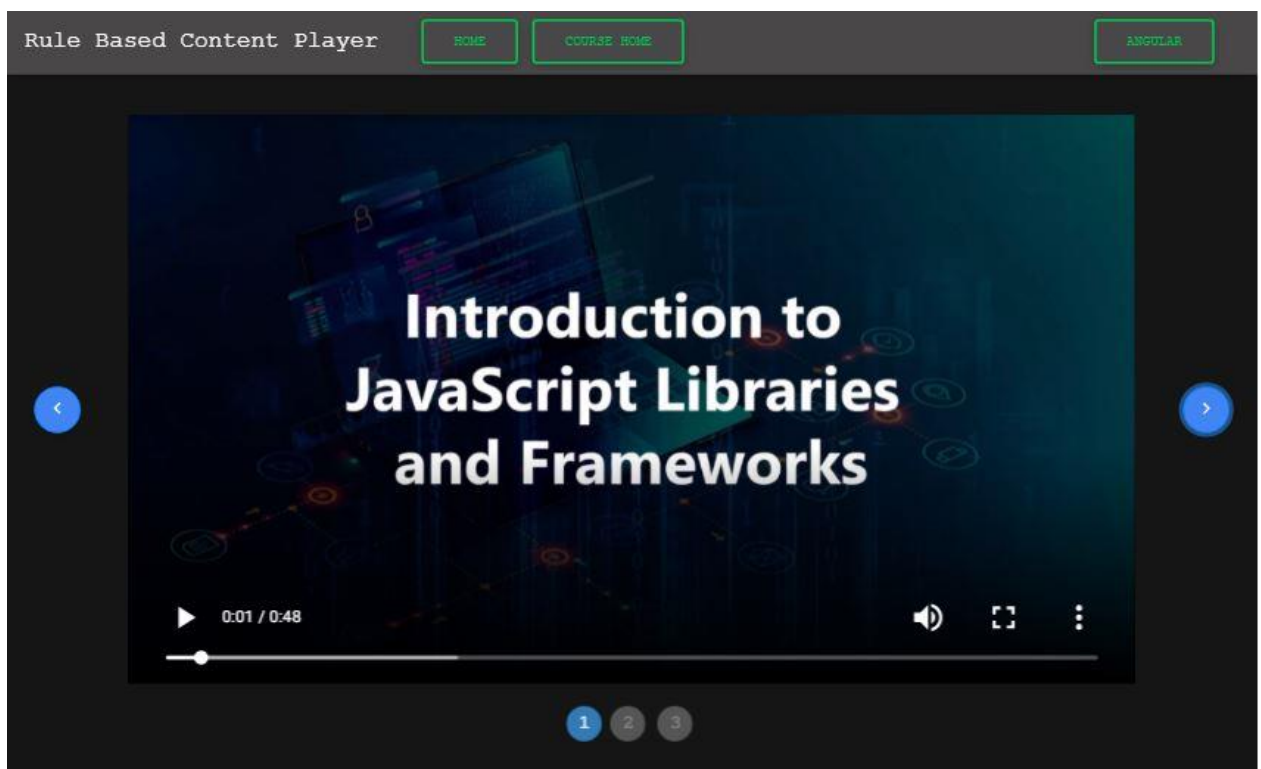 Rule Based Content Player
HOME
COURSE HOME
ANGULAR
Introduction to
JavaScript Libraries
and Frameworks
0:01 / 0:48
1 2 3